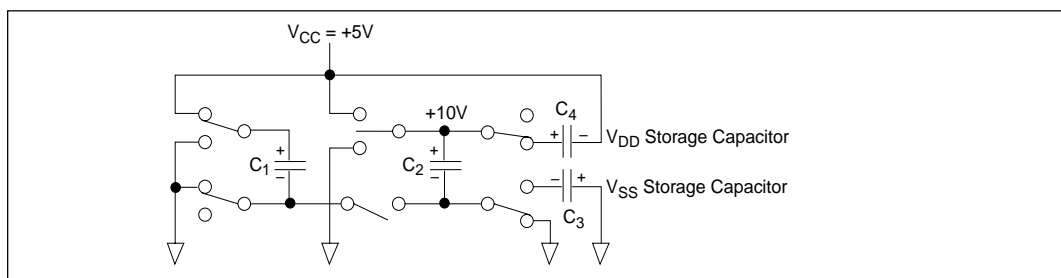 V_CC = +5V
+10V
C_4
+ −
V_DD Storage Capacitor
+
C_1
−
+
C_2
−
− +
V_SS Storage Capacitor
C_3